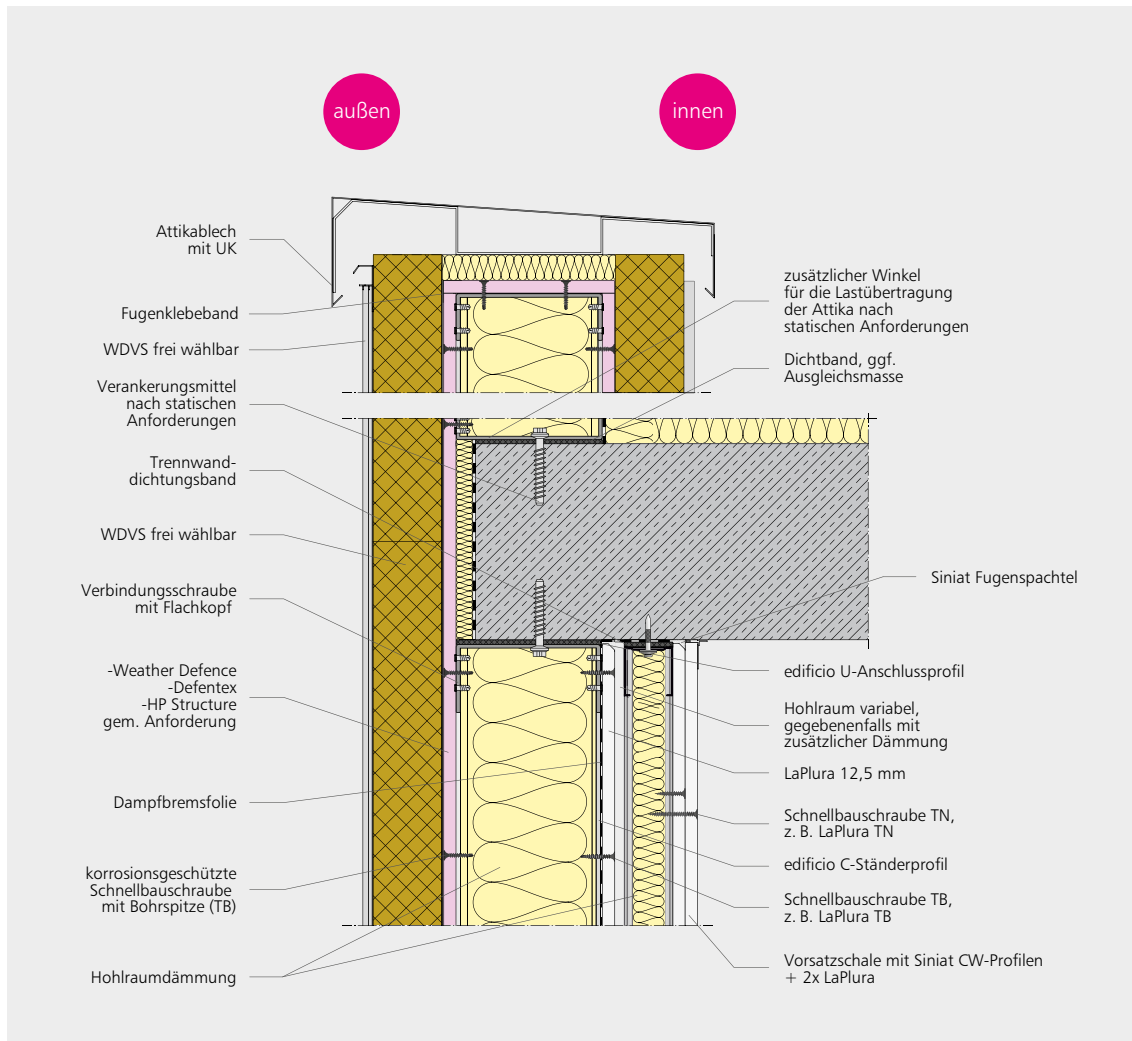 außen
innen
Attikablech
mit UK
Fugenklebeband
WDVS frei wählbar
Verankerungsmittel
nach statischen
Anforderungen
Trennwand-
dichtungsband
WDVS frei wählbar
Verbindungsschraube
mit Flachkopf
-Weather Defence
-Defentex
-HP Structure
gem. Anforderung
Dampfbremsfolie
korrosionsgeschützte
Schnellbauschraube
mit Bohrspitze (TB)
Hohlraumdämmung
zusätzlicher Winkel
für die Lastübertragung
der Attika nach
statischen Anforderungen
Dichtband, ggf.
Ausgleichsmasse
Siniat Fugenspachtel
edificio U-Anschlussprofil
Hohlraum variabel,
gegebenenfalls mit
zusätzlicher Dämmung
LaPlura 12,5 mm
Schnellbauschraube TN,
z. B. LaPlura TN
edificio C-Ständerprofil
Schnellbauschraube TB,
z. B. LaPlura TB
Vorsatzschale mit Siniat CW-Profilen
+ 2x LaPlura